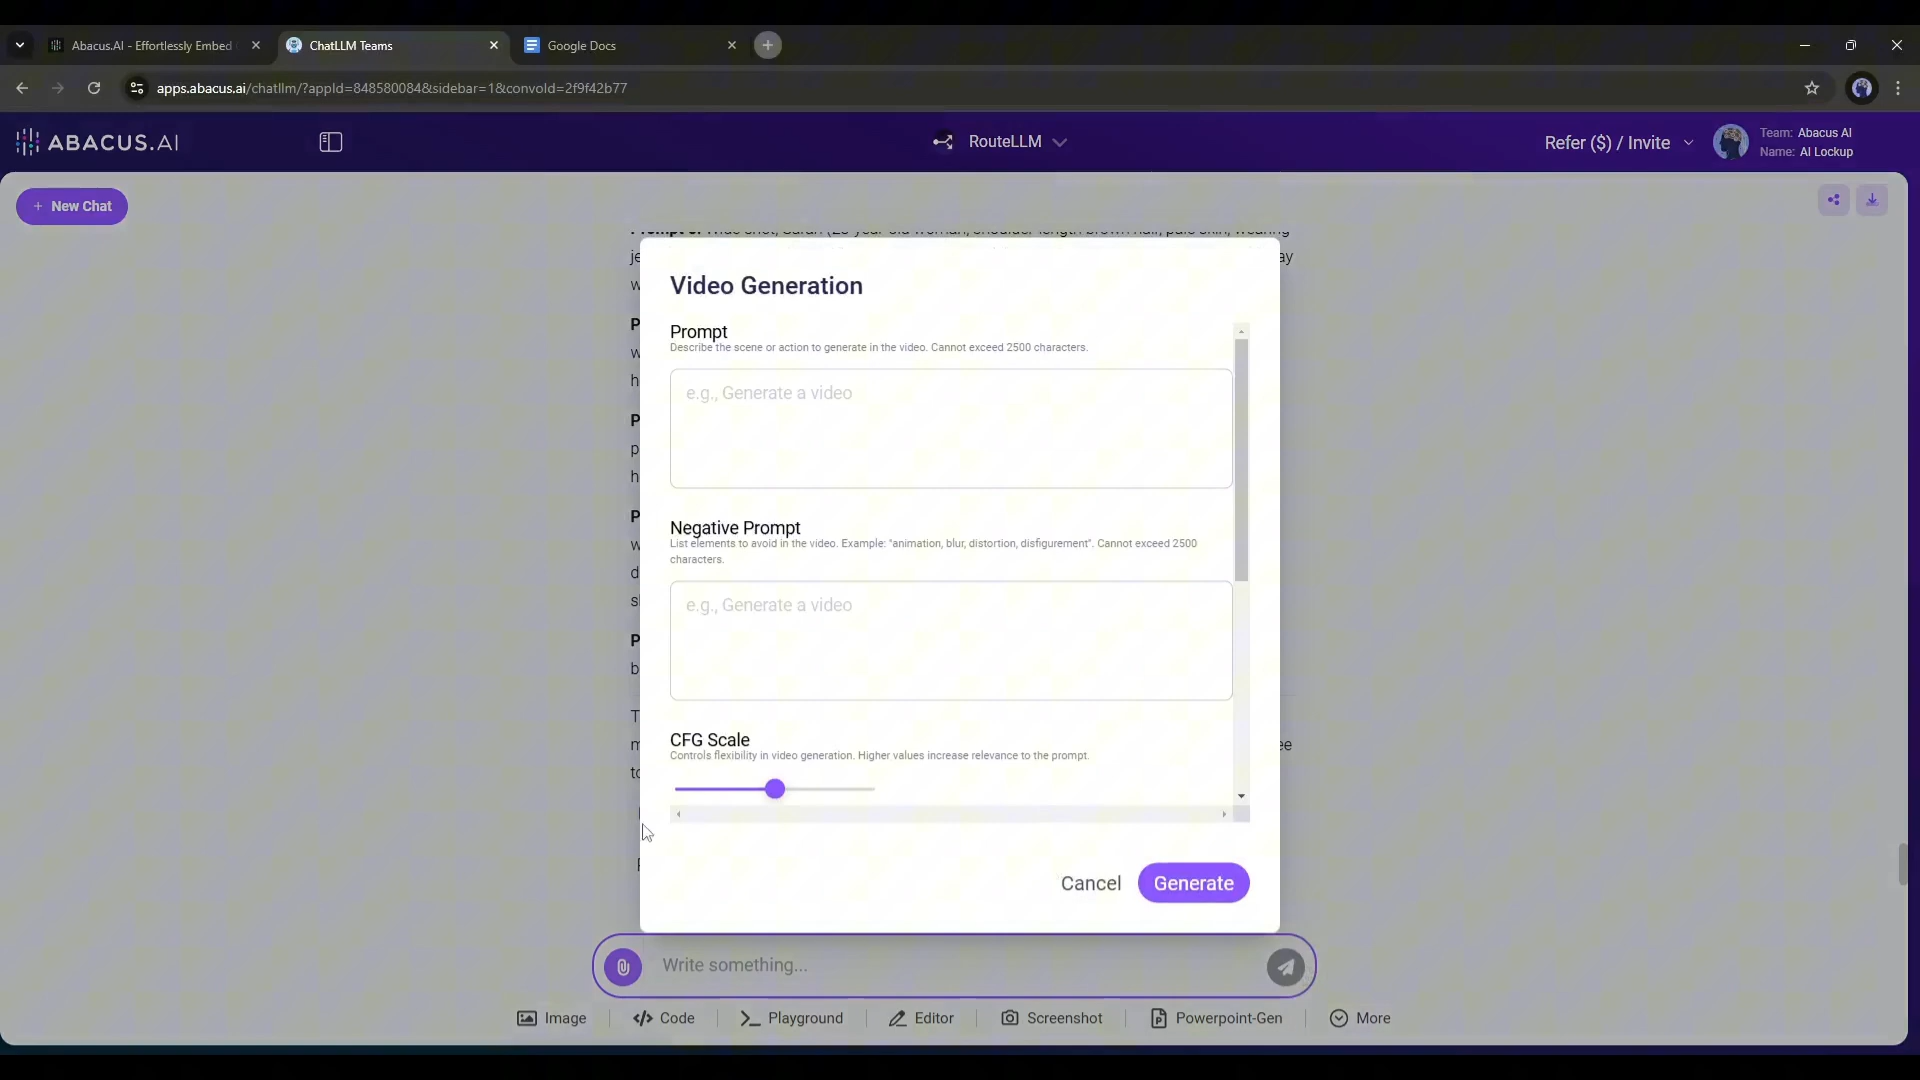 Abacus.AI - Effortlessly Embed
ChatLLM Teams
Google Docs
apps.abacus.ai/chatllm/?appId=848580084&sidebar=1&convoId=2f9f42b77
ABACUS.AI
RouteLLM
Refer ($) / Invite
Team: Abacus AI
Name: AI Lockup
+ New Chat
Video Generation
Prompt
Describe the scene or action to generate in the video. Cannot exceed 2500 characters.
e.g., Generate a video
Negative Prompt
List elements to avoid in the video. Example: "animation, blur, distortion, disfigurement". Cannot exceed 2500
characters.
e.g., Generate a video
CFG Scale
Controls flexibility in video generation. Higher values increase relevance to the prompt.
Cancel
Generate
Write something...
Image
Code
Playground
Editor
Screenshot
Powerpoint-Gen
More